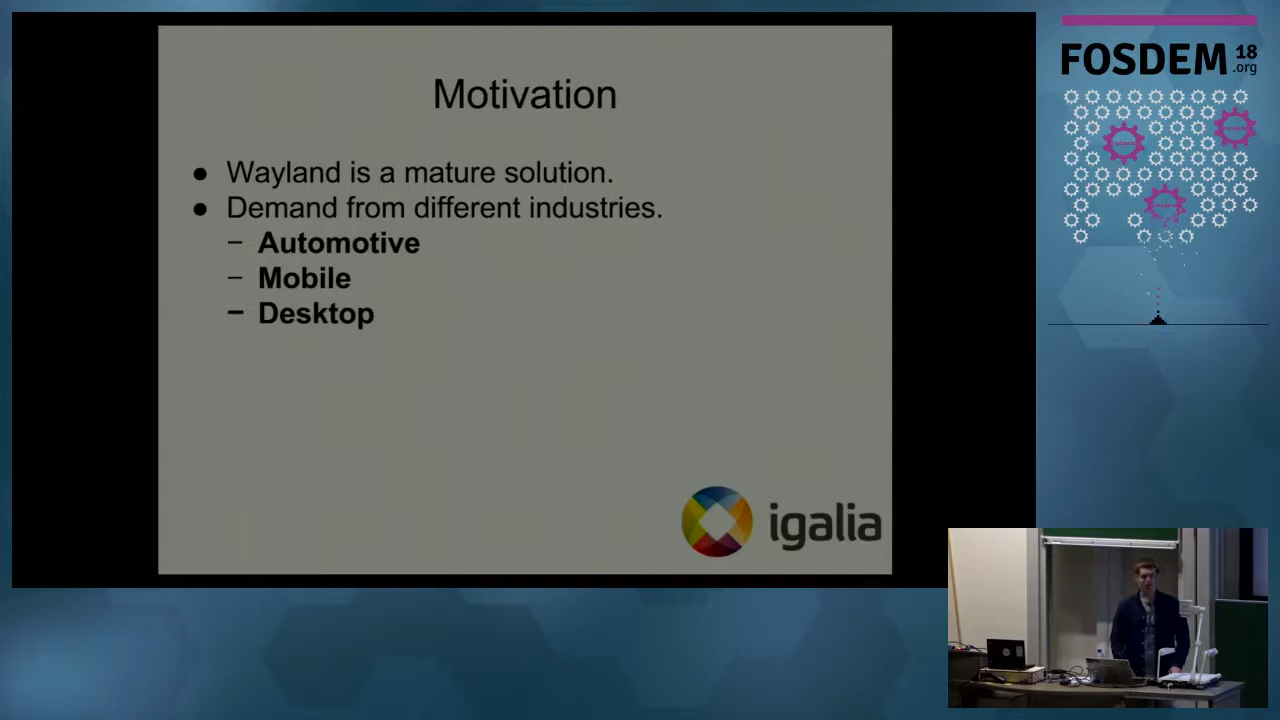 Motivation
● Wayland is a mature solution.
● Demand from different industries.
– Automotive
– Mobile
– Desktop
igalia
FOSDEM 18
.org